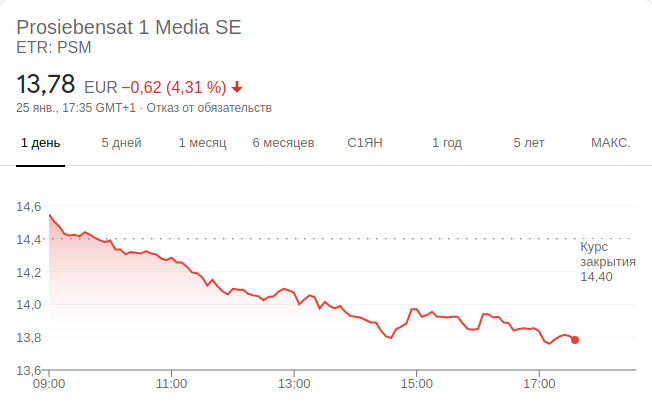 Prosiebensat 1 Media SE
ETR: PSM
13,78 EUR −0,62 (4,31 %)
25 янв., 17:35 GMT+1 · Отказ от обязательств
1 день 5 дней 1 месяц 6 месяцев С1ЯН 1 год 5 лет МАКС.
14,6
14,4
Курс
закрытия
14,40
14,2
14,0
13,8
13,6
09:00 11:00 13:00 15:00 17:00